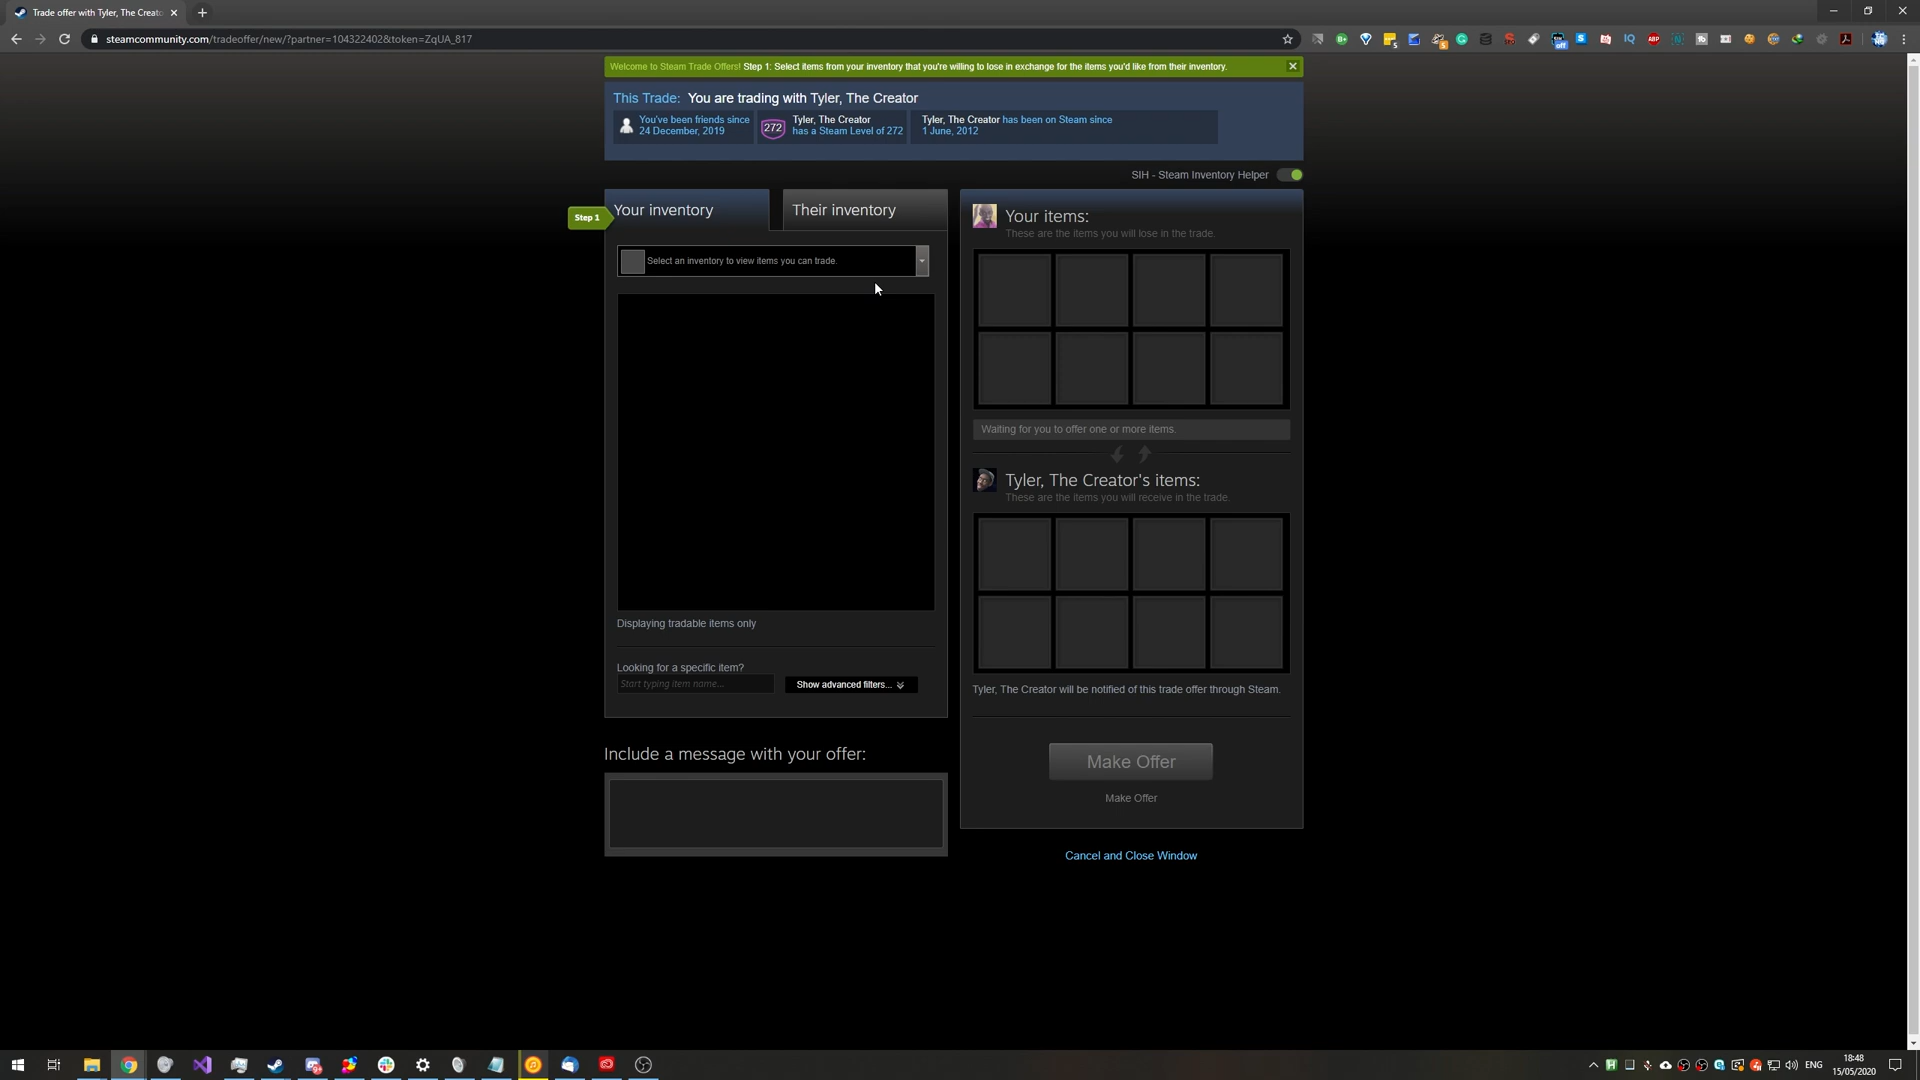 Trade offer with Tyler, The Creato
steamcommunity.com/tradeoffer/new/?partner=104322402&token=ZqUA_817
Welcome to Steam Trade Offers! Step 1: Select items from your inventory that you're willing to lose in exchange for the items you'd like from their inventory.
This Trade: You are trading with Tyler, The Creator
You've been friends since
24 December, 2019
272
Tyler, The Creator
has a Steam Level of 272
Tyler, The Creator has been on Steam since
1 June, 2012
SIH - Steam Inventory Helper
Step 1
Your inventory
Their inventory
Select an inventory to view items you can trade.
Displaying tradable items only
Looking for a specific item?
Start typing item name...
Show advanced filters...
Include a message with your offer:
Your items:
These are the items you will lose in the trade.
Waiting for you to offer one or more items.
Tyler, The Creator's items:
These are the items you will receive in the trade.
Tyler, The Creator will be notified of this trade offer through Steam.
Make Offer
Make Offer
Cancel and Close Window
ENG
18:48
15/05/2020